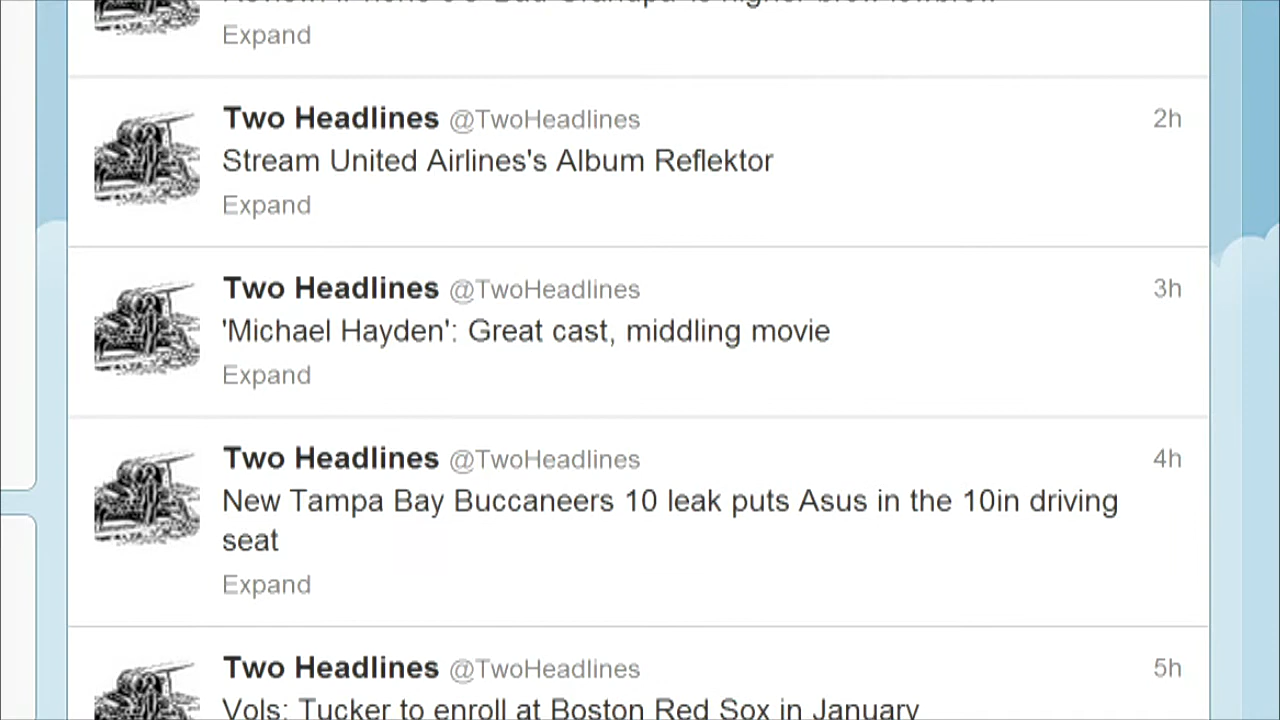 Expand
Two Headlines @TwoHeadlines 2h
Stream United Airlines's Album Reflektor
Expand
Two Headlines @TwoHeadlines 3h
'Michael Hayden': Great cast, middling movie
Expand
Two Headlines @TwoHeadlines 4h
New Tampa Bay Buccaneers 10 leak puts Asus in the 10in driving
seat
Expand
Two Headlines @TwoHeadlines 5h
Vols: Tucker to enroll at Boston Red Sox in January